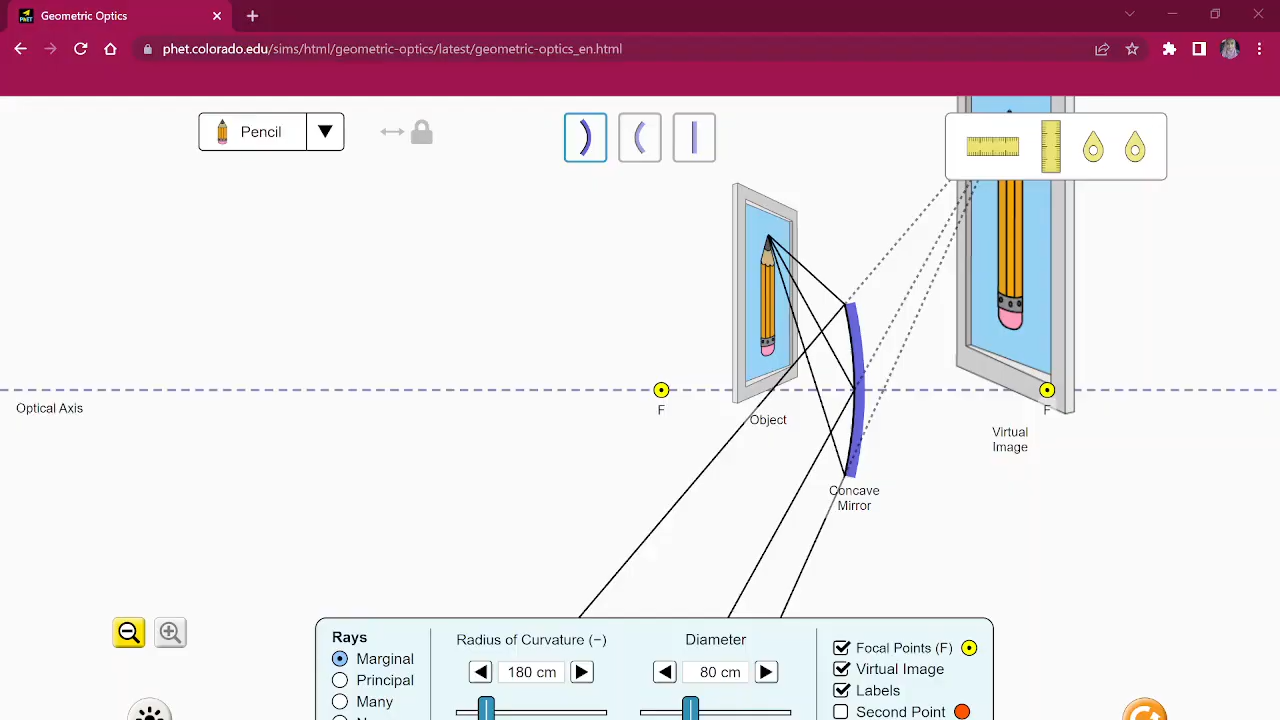 Geometric Optics
phet.colorado.edu/sims/html/geometric-optics/latest/geometric-optics_en.html
Pencil
Optical Axis
F
Object
F
Virtual
Image
Concave
Mirror
Rays
Marginal
Principal
Many
Radius of Curvature (−)
180 cm
Diameter
80 cm
Focal Points (F)
Virtual Image
Labels
Second Point